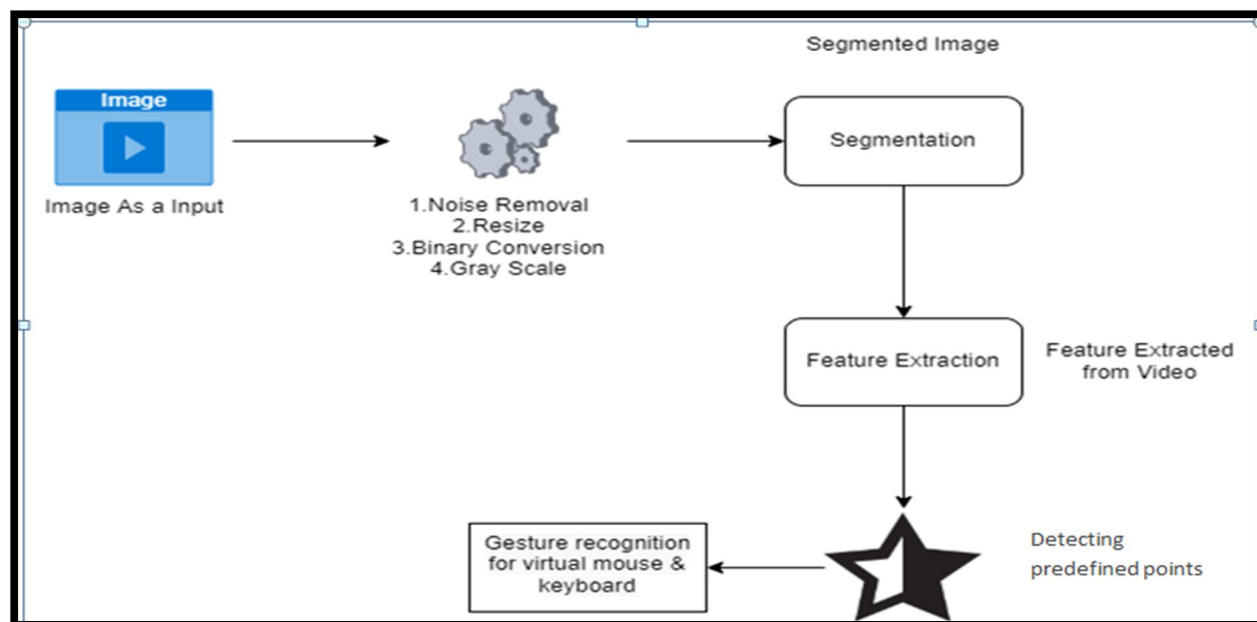 Segmented Image
Image
Image As a Input
1.Noise Removal
2.Resize
3.Binary Conversion
4.Gray Scale
Segmentation
Feature Extraction
Feature Extracted
from Video
Detecting
predefined points
Gesture recognition
for virtual mouse &
keyboard